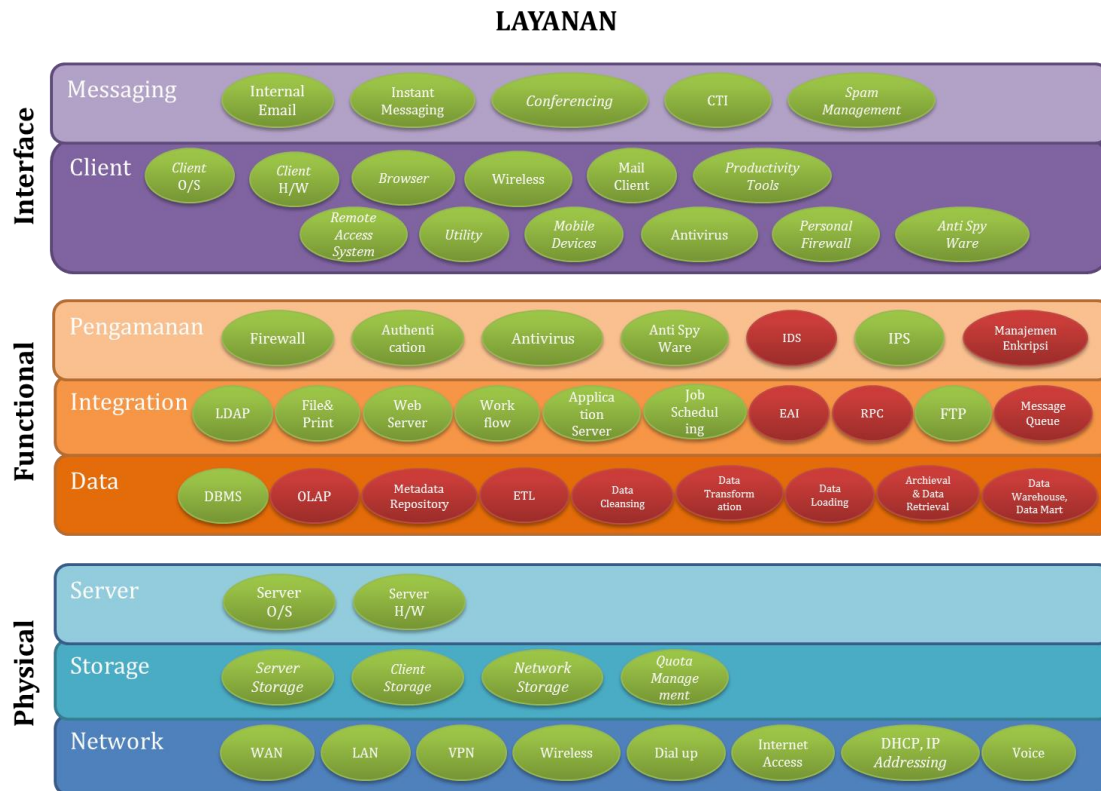 LAYANAN
Interface
Messaging
Internal
Email
Instant
Messaging
Conferencing
CTI
Spam
Management
Client
Client
O/S
Client
H/W
Browser
Wireless
Mail
Client
Productivity
Tools
Remote
Access
System
Utility
Mobile
Devices
Antivirus
Personal
Firewall
Anti Spy
Ware
Functional
Pengamanan
Firewall
Authenti
cation
Antivirus
Anti Spy
Ware
IDS
IPS
Manajemen
Enkripsi
Integration
LDAP
File&
Print
Web
Server
Work
flow
Applica
tion
Server
Job
Schedul
ing
EAI
RPC
FTP
Message
Queue
Data
DBMS
OLAP
Metadata
Repository
ETL
Data
Cleansing
Data
Transform
ation
Data
Loading
Archieval
& Data
Retrieval
Data
Warehouse,
Data Mart
Physical
Server
Server
O/S
Server
H/W
Storage
Server
Storage
Client
Storage
Network
Storage
Quota
Manage
ment
Network
WAN
LAN
VPN
Wireless
Dial up
Internet
Access
DHCP, IP
Addressing
Voice